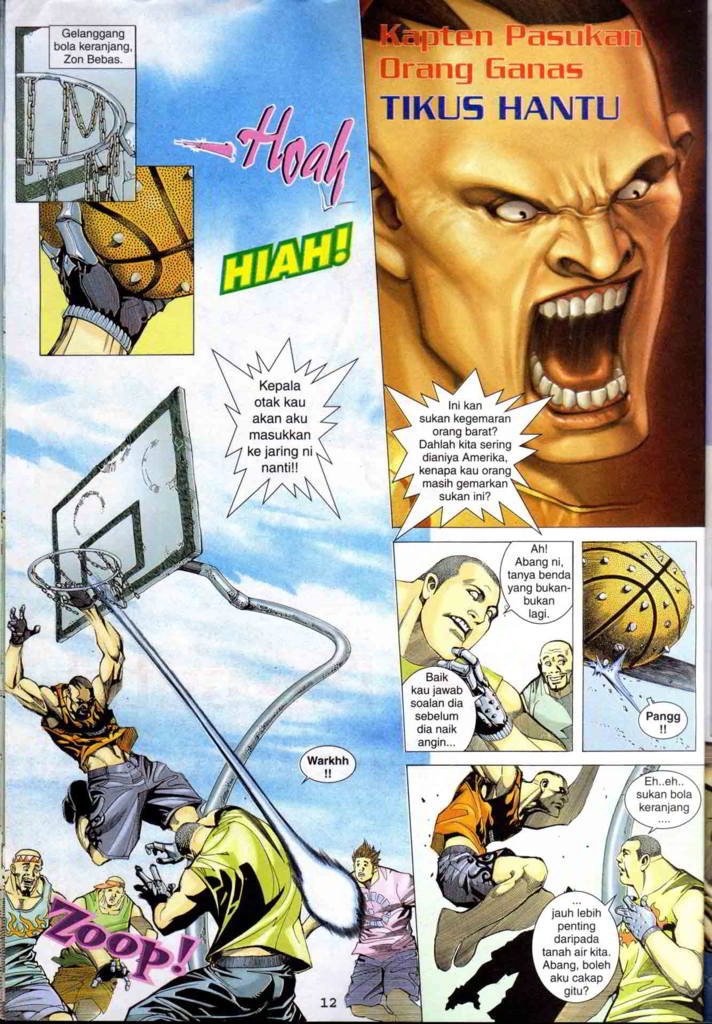 Gelanggang
bola keranjang,
Zon Bebas.
Hoah
HIAH!
Kapten Pasukan
Orang Ganas
TIKUS HANTU
Kepala
otak kau
akan aku
masukkan
ke jaring ni
nanti!!
Ini kan
sukan kegemaran
orang barat?
Dahlah kita sering
dianiya Amerika,
kenapa kau orang
masih gemarkan
sukan ini?
Ah!
Abang ni,
tanya benda
yang bukan-
bukan
lagi.
Baik
kau jawab
soalan dia
sebelum
dia naik
angin...
Pangg
!!
Warkhh
!!
Zoop!
Eh..eh..
sukan bola
keranjang
....
...
jauh lebih
penting
daripada
tanah air kita.
Abang, boleh
aku cakap
gitu?
12